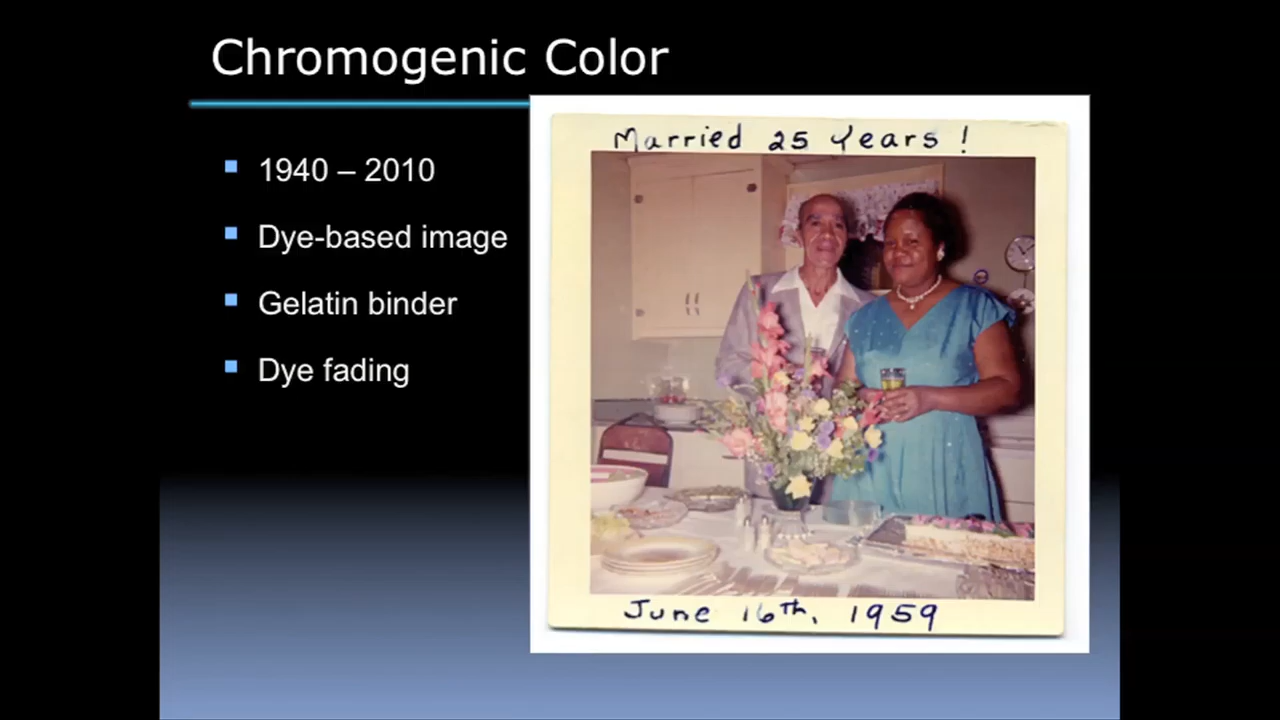 Chromogenic Color
1940 – 2010
Dye-based image
Gelatin binder
Dye fading
Married 25 Years !
June 16th, 1959